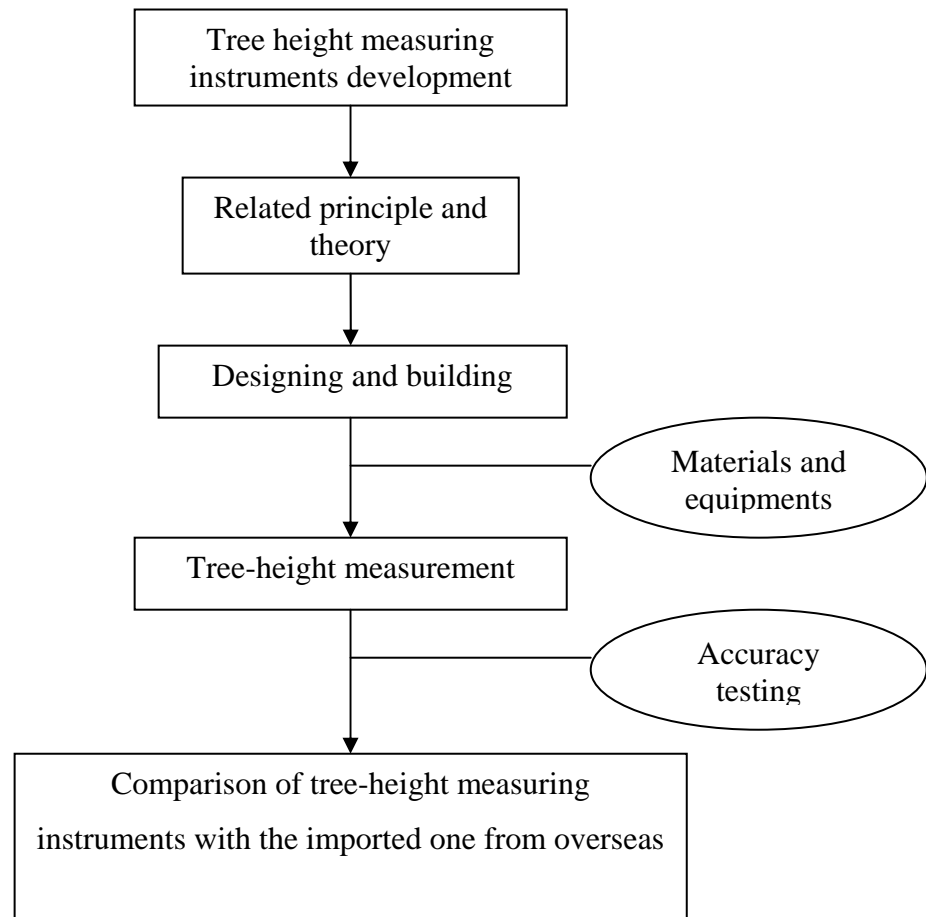 Tree height measuring
instruments development
Related principle and
theory
Designing and building
Materials and
equipments
Tree-height measurement
Accuracy
testing
Comparison of tree-height measuring
instruments with the imported one from overseas